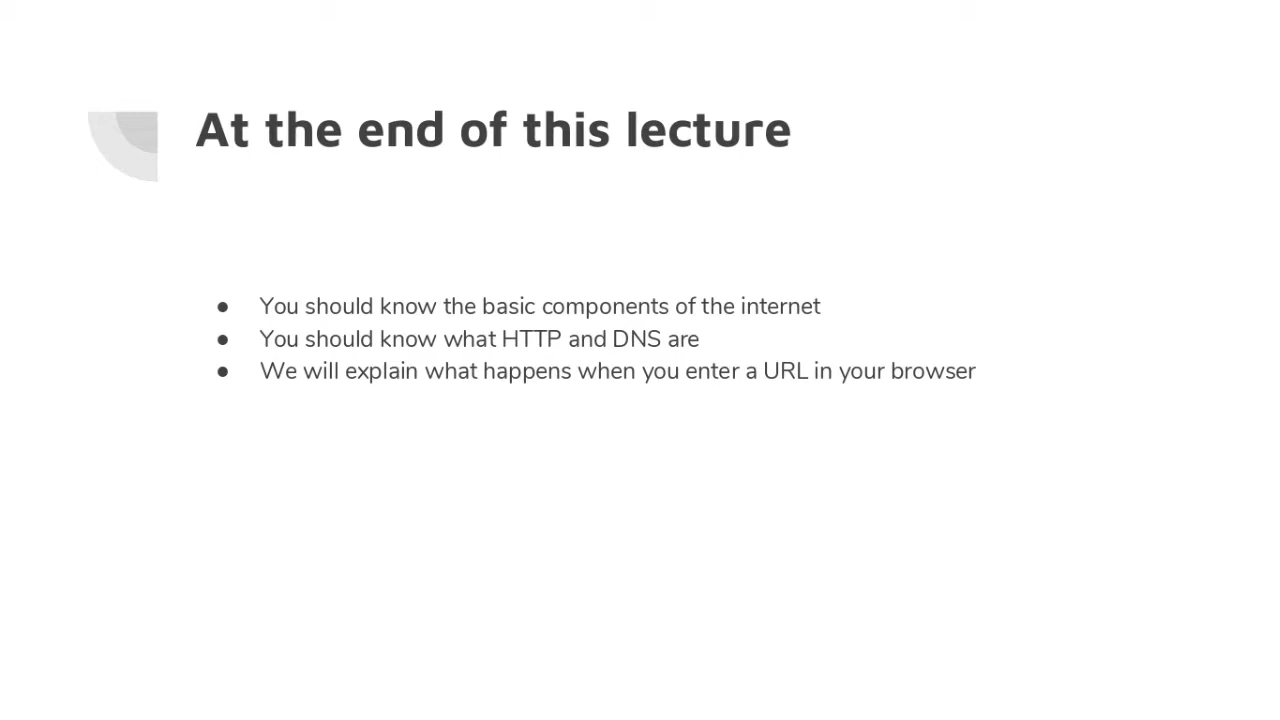 At the end of this lecture
● You should know the basic components of the internet
● You should know what HTTP and DNS are
● We will explain what happens when you enter a URL in your browser